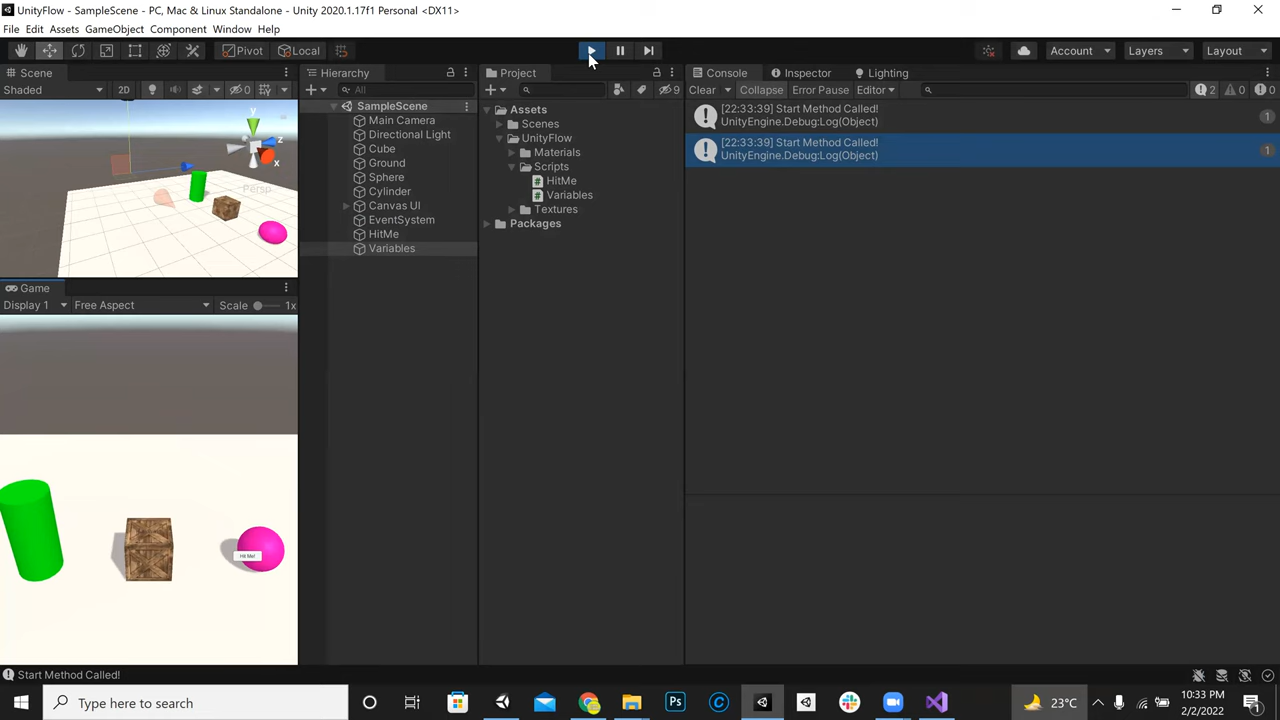 UnityFlow - SampleScene - PC, Mac & Linux Standalone - Unity 2020.1.17f1 Personal <DX11>
File Edit Assets GameObject Component Window Help
Pivot Local Account Layers Layout
Scene
Shaded 2D 0
y
z
x
Persp
Game
Display 1 Free Aspect Scale 1x
Hit Me!
Hierarchy
All
SampleScene
Main Camera
Directional Light
Cube
Ground
Sphere
Cylinder
Canvas UI
EventSystem
HitMe
Variables
Project
9
Assets
Scenes
UnityFlow
Materials
Scripts
HitMe
Variables
Textures
Packages
Console Inspector Lighting
Clear Collapse Error Pause Editor 2 0 0
[22:33:39] Start Method Called!
UnityEngine.Debug:Log(Object)
1
[22:33:39] Start Method Called!
UnityEngine.Debug:Log(Object)
1
Start Method Called!
Type here to search
Ps
23°C
10:33 PM
2/2/2022
1